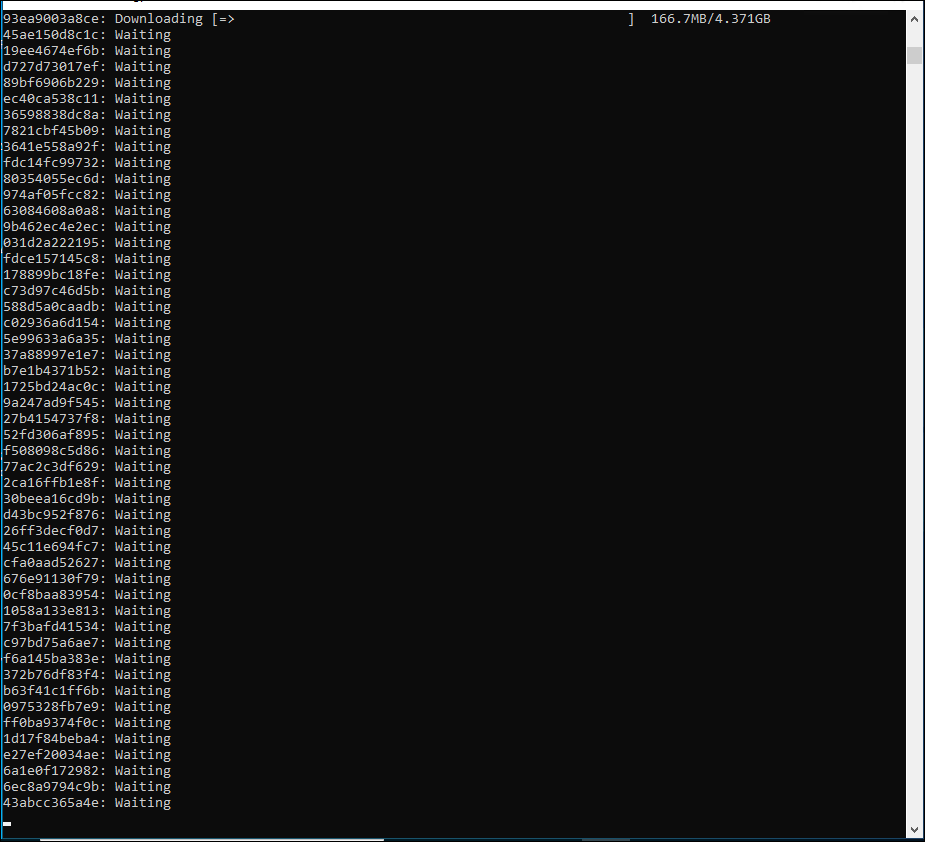 93ea9003a8ce: Downloading [=>                                                 ]  166.7MB/4.371GB
45ae150d8c1c: Waiting
19ee4674ef6b: Waiting
d727d73017ef: Waiting
89bf6906b229: Waiting
ec40ca538c11: Waiting
36598838dc8a: Waiting
7821cbf45b09: Waiting
3641e558a92f: Waiting
fdc14fc99732: Waiting
80354055ec6d: Waiting
974af05fcc82: Waiting
63084608a0a8: Waiting
9b462ec4e2ec: Waiting
031d2a222195: Waiting
fdce157145c8: Waiting
178899bc18fe: Waiting
c73d97c46d5b: Waiting
588d5a0caadb: Waiting
c02936a6d154: Waiting
5e99633a6a35: Waiting
37a88997e1e7: Waiting
b7e1b4371b52: Waiting
1725bd24ac0c: Waiting
9a247ad9f545: Waiting
27b4154737f8: Waiting
52fd306af895: Waiting
f508098c5d86: Waiting
77ac2c3df629: Waiting
2ca16ffb1e8f: Waiting
30beea16cd9b: Waiting
d43bc952f876: Waiting
26ff3decf0d7: Waiting
45c11e694fc7: Waiting
cfa0aad52627: Waiting
676e91130f79: Waiting
0cf8baa83954: Waiting
1058a133e813: Waiting
7f3bafd41534: Waiting
c97bd75a6ae7: Waiting
f6a145ba383e: Waiting
372b76df83f4: Waiting
b63f41c1ff6b: Waiting
0975328fb7e9: Waiting
ff0ba9374f0c: Waiting
1d17f84beba4: Waiting
e27ef20034ae: Waiting
6a1e0f172982: Waiting
6ec8a9794c9b: Waiting
43abcc365a4e: Waiting